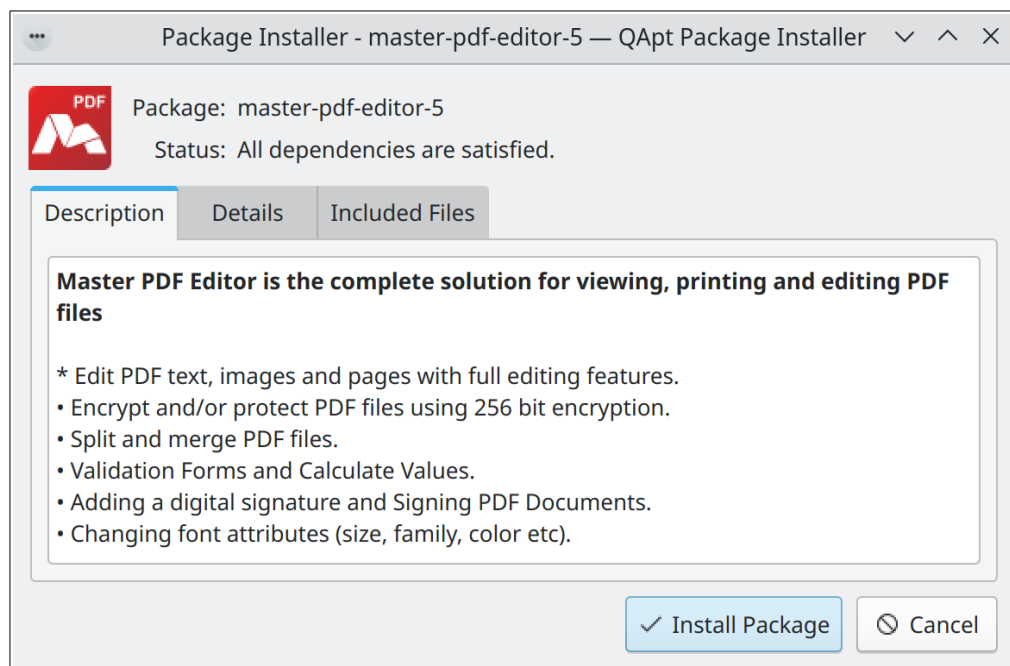 Package Installer - master-pdf-editor-5 — QApt Package Installer
PDF
Package: master-pdf-editor-5
Status: All dependencies are satisfied.
Description Details Included Files
Master PDF Editor is the complete solution for viewing, printing and editing PDF
files
* Edit PDF text, images and pages with full editing features.
• Encrypt and/or protect PDF files using 256 bit encryption.
• Split and merge PDF files.
• Validation Forms and Calculate Values.
• Adding a digital signature and Signing PDF Documents.
• Changing font attributes (size, family, color etc).
Install Package Cancel